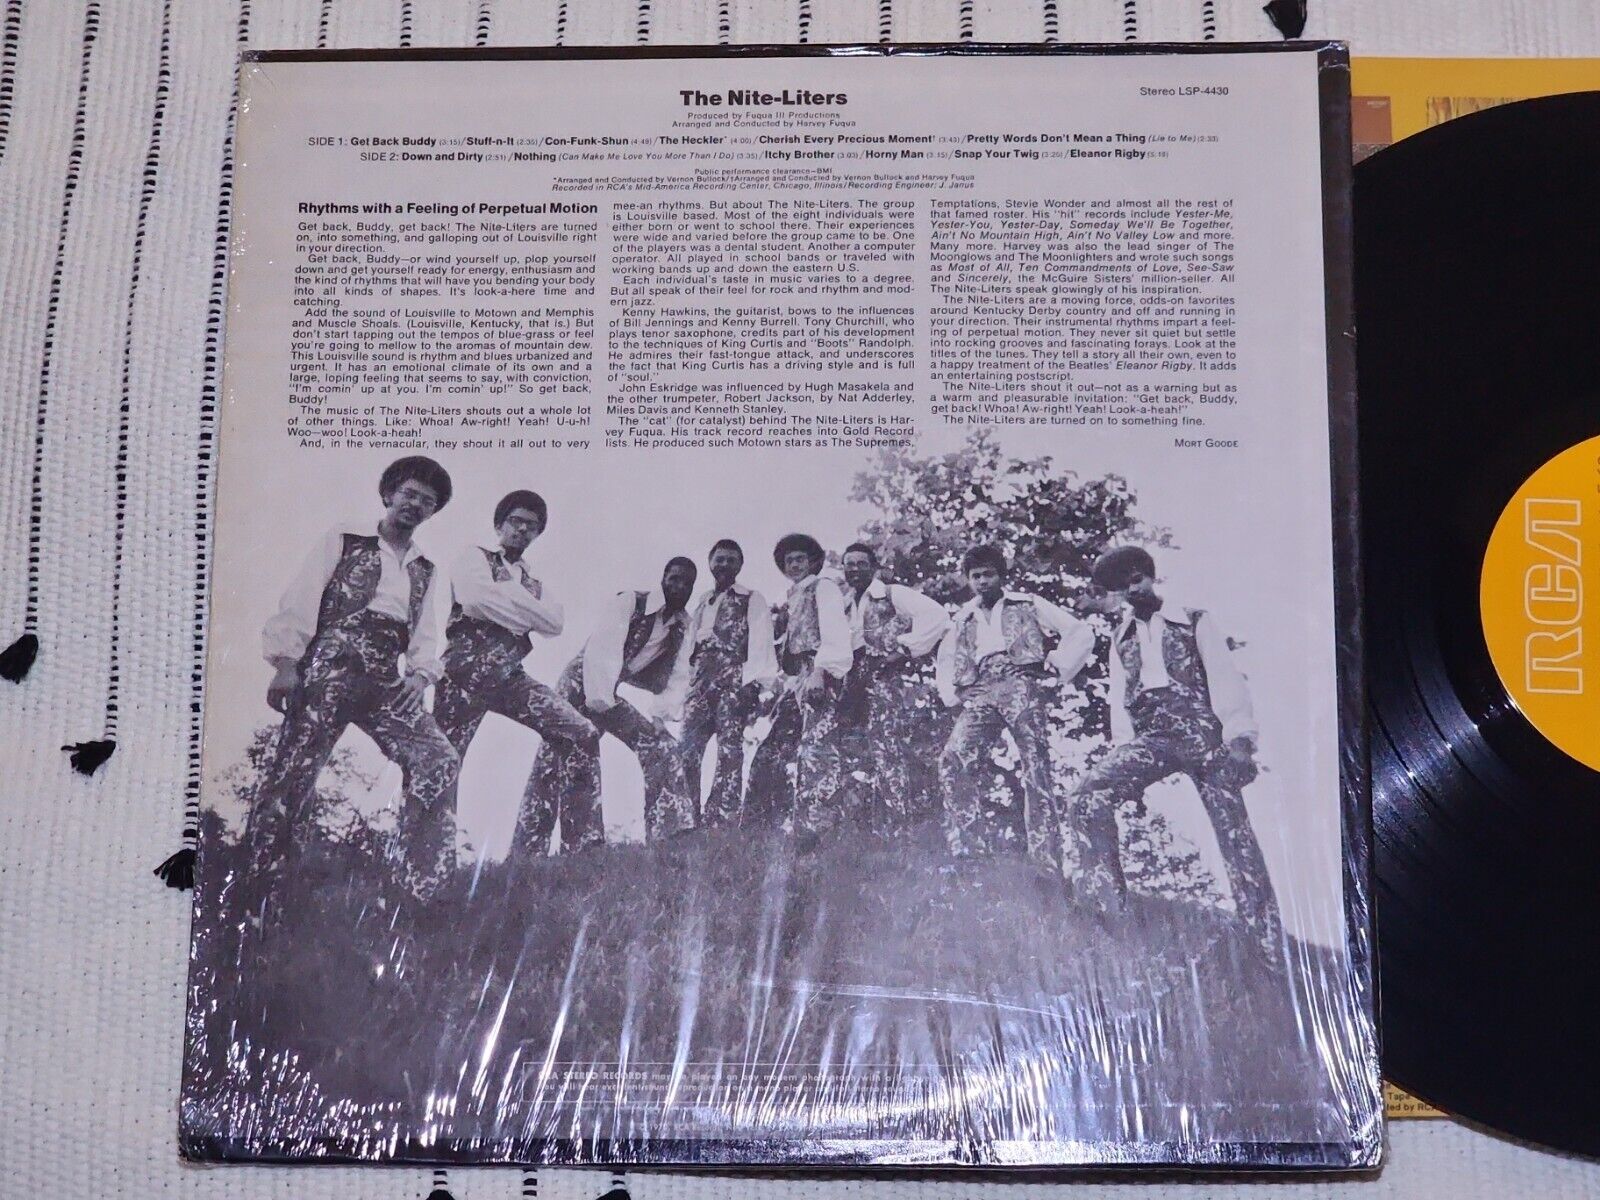 The Nite-Liters
Stereo LSP-4430
Produced by Fuqua III Productions
Arranged and Conducted by Harvey Fuqua
SIDE 1: Get Back Buddy (3:15)/Stuff-n-It (2:35)/Con-Funk-Shun (4:49)/The Heckler* (4:00)/Cherish Every Precious Moment† (3:43)/Pretty Words Don't Mean a Thing (Lie to Me) (2:33)
SIDE 2: Down and Dirty (2:51)/Nothing (Can Make Me Love You More Than I Do) (3:35)/Itchy Brother (3:03)/Horny Man (3:15)/Snap Your Twig (3:25)/Eleanor Rigby (5:18)
Public performance clearance—BMI
*Arranged and Conducted by Vernon Bullock/†Arranged and Conducted by Vernon Bullock and Harvey Fuqua
Recorded in RCA's Mid-America Recording Center, Chicago, Illinois/Recording Engineer: J. Janus
Rhythms with a Feeling of Perpetual Motion
Get back, Buddy, get back! The Nite-Liters are turned
on, into something, and galloping out of Louisville right
in your direction.
Get back, Buddy—or wind yourself up, plop yourself
down and get yourself ready for energy, enthusiasm and
the kind of rhythms that will have you bending your body
into all kinds of shapes. It's look-a-here time and
catching.
Add the sound of Louisville to Motown and Memphis
and Muscle Shoals. (Louisville, Kentucky, that is.) But
don't start tapping out the tempos of blue-grass or feel
you're going to mellow to the aromas of mountain dew.
This Louisville sound is rhythm and blues urbanized and
urgent. It has an emotional climate of its own and a
large, loping feeling that seems to say, with conviction,
"I'm comin' up at you. I'm comin' up!" So get back,
Buddy!
The music of The Nite-Liters shouts out a whole lot
of other things. Like: Whoa! Aw-right! Yeah! U-u-h!
Woo—woo! Look-a-heah!
And, in the vernacular, they shout it all out to very
mee-an rhythms. But about The Nite-Liters. The group
is Louisville based. Most of the eight individuals were
either born or went to school there. Their experiences
were wide and varied before the group came to be. One
of the players was a dental student. Another a computer
operator. All played in school bands or traveled with
working bands up and down the eastern U.S.
Each individual's taste in music varies to a degree.
But all speak of their feel for rock and rhythm and mod-
ern jazz.
Kenny Hawkins, the guitarist, bows to the influences
of Bill Jennings and Kenny Burrell. Tony Churchill, who
plays tenor saxophone, credits part of his development
to the techniques of King Curtis and "Boots" Randolph.
He admires their fast-tongue attack, and underscores
the fact that King Curtis has a driving style and is full
of "soul."
John Eskridge was influenced by Hugh Masakela and
the other trumpeter, Robert Jackson, by Nat Adderley,
Miles Davis and Kenneth Stanley.
The "cat" (for catalyst) behind The Nite-Liters is Har-
vey Fuqua. His track record reaches into Gold Record
lists. He produced such Motown stars as The Supremes,
Temptations, Stevie Wonder and almost all the rest of
that famed roster. His "hit" records include Yester-Me,
Yester-You, Yester-Day, Someday We'll Be Together,
Ain't No Mountain High, Ain't No Valley Low and more.
Many more. Harvey was also the lead singer of The
Moonglows and The Moonlighters and wrote such songs
as Most of All, Ten Commandments of Love, See-Saw
and Sincerely, the McGuire Sisters' million-seller. All
The Nite-Liters speak glowingly of his inspiration.
The Nite-Liters are a moving force, odds-on favorites
around Kentucky Derby country and off and running in
your direction. Their instrumental rhythms impart a feel-
ing of perpetual motion. They never sit quiet but settle
into rocking grooves and fascinating forays. Look at the
titles of the tunes. They tell a story all their own, even to
a happy treatment of the Beatles' Eleanor Rigby. It adds
an entertaining postscript.
The Nite-Liters shout it out—not as a warning but as
a warm and pleasurable invitation: "Get back, Buddy,
get back! Whoa! Aw-right! Yeah! Look-a-heah!"
The Nite-Liters are turned on to something fine.
MORT GOODE
RCA STEREO RECORDS may be played on any modern phonograph with a
You will hear excellent sound reproduction on a mono player
© 1970, RCA Records
RCA
Tape
led by RCA